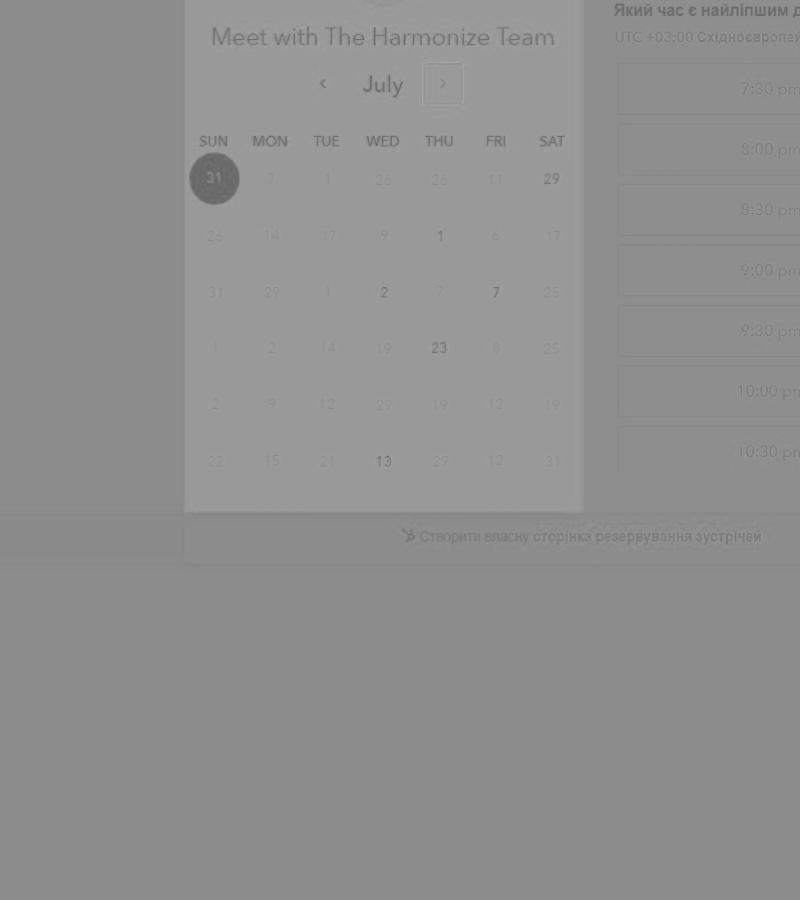 Meet with The Harmonize Team
July
SUN MON TUE WED THU FRI SAT
31 7 1 26 26 11 29
26 14 17 9 1 6 17
31 29 1 2 7 7 25
1 2 14 19 23 8 25
2 9 12 29 19 12 19
22 15 21 13 29 12 31
Який час є найліпшим
UTC +03:00
7:30 pm
8:00 pm
8:30 pm
9:00 pm
9:30 pm
10:00 pm
10:30 pm
Створити власну сторінка резервування зустрічей